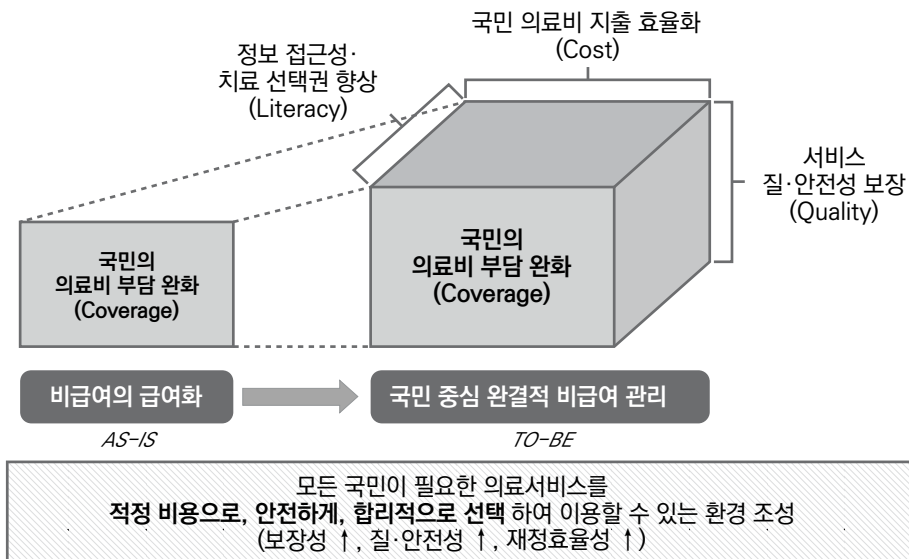 국민 의료비 지출 효율화
(Cost)
정보 접근성·
치료 선택권 향상
(Literacy)
서비스
질·안전성 보장
(Quality)
국민의
의료비 부담 완화
(Coverage)
국민의
의료비 부담 완화
(Coverage)
비급여의 급여화
국민 중심 완결적 비급여 관리
AS-IS
TO-BE
모든 국민이 필요한 의료서비스를
적정 비용으로, 안전하게, 합리적으로 선택 하여 이용할 수 있는 환경 조성
(보장성 ↑, 질·안전성 ↑, 재정효율성 ↑)